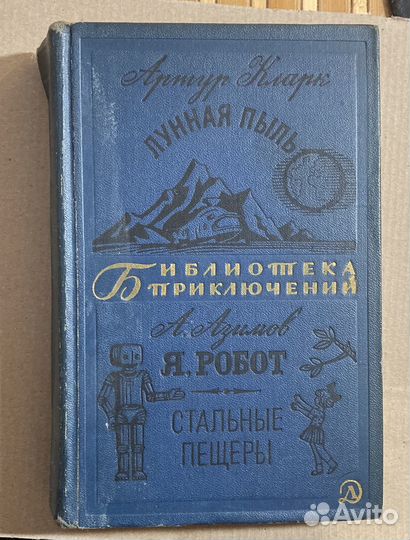 Артур Кларк
ЛУННАЯ ПЫЛЬ
БИБЛИОТЕКА
ПРИКЛЮЧЕНИЙ
А. Азимов
Я, РОБОТ
СТАЛЬНЫЕ
ПЕЩЕРЫ
Д
Avito